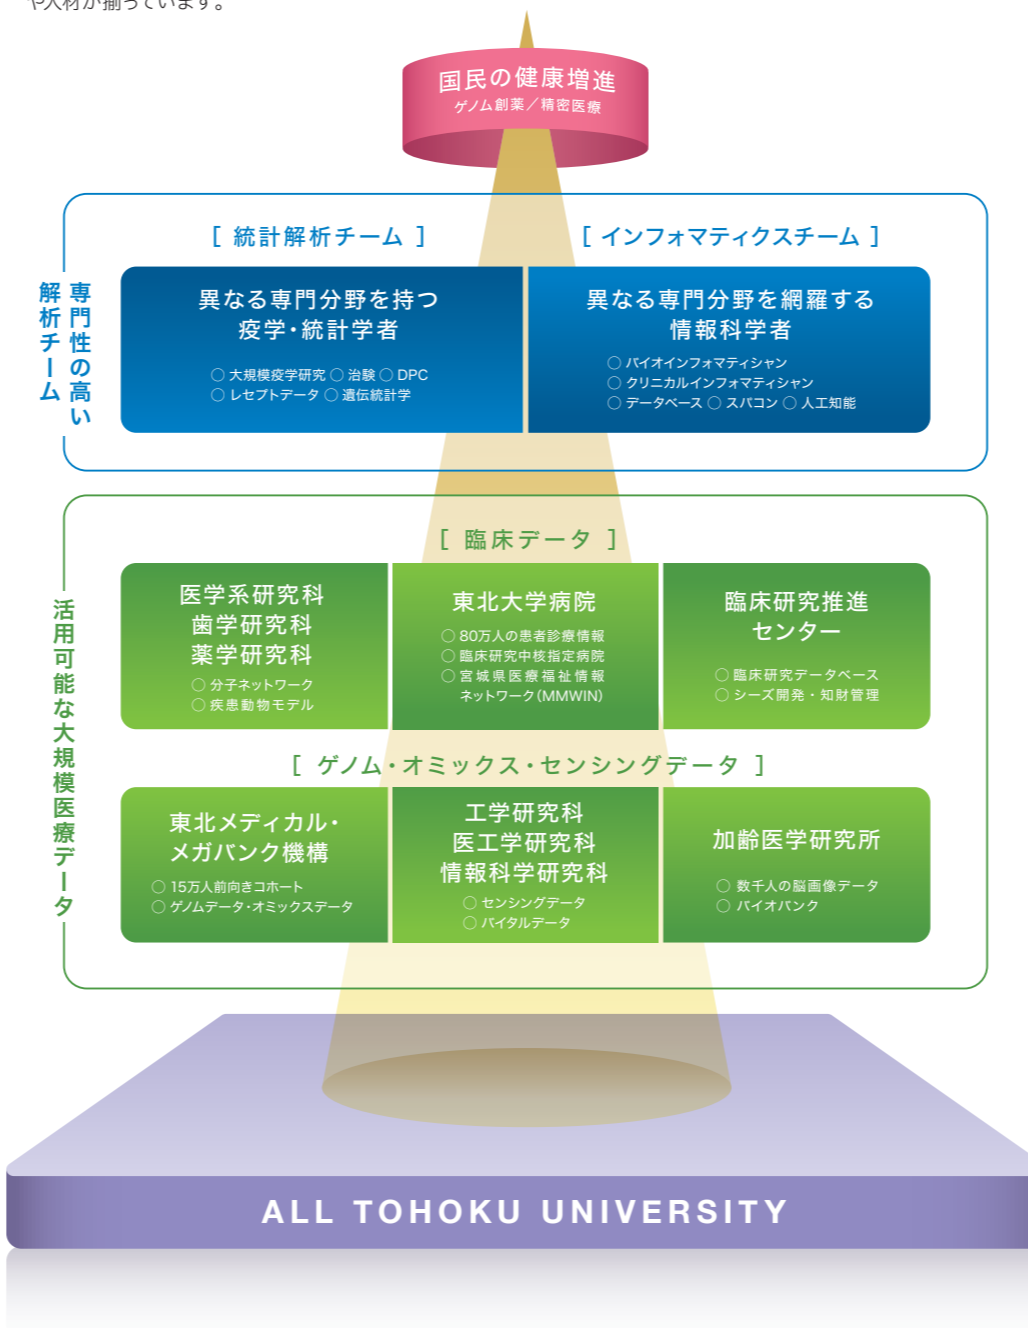 や人材が揃っています。
国民の健康増進
ゲノム創薬／精密医療
専門性の高い
解析チーム
［ 統計解析チーム ］
異なる専門分野を持つ
疫学・統計学者
○ 大規模疫学研究 ○ 治験 ○ DPC
○ レセプトデータ ○ 遺伝統計学
［ インフォマティクスチーム ］
異なる専門分野を網羅する
情報科学者
○ バイオインフォマティシャン
○ クリニカルインフォマティシャン
○ データベース ○ スパコン ○ 人工知能
活用可能な大規模医療データ
［ 臨床データ ］
医学系研究科
歯学研究科
薬学研究科
○ 分子ネットワーク
○ 疾患動物モデル
東北大学病院
○ 80万人の患者診療情報
○ 臨床研究中核指定病院
○ 宮城県医療福祉情報
ネットワーク（MMWIN）
臨床研究推進
センター
○ 臨床研究データベース
○ シーズ開発・知財管理
［ ゲノム・オミックス・センシングデータ ］
東北メディカル・
メガバンク機構
○ 15万人前向きコホート
○ ゲノムデータ・オミックスデータ
工学研究科
医工学研究科
情報科学研究科
○ センシングデータ
○ バイタルデータ
加齢医学研究所
○ 数千人の脳画像データ
○ バイオバンク
ALL TOHOKU UNIVERSITY